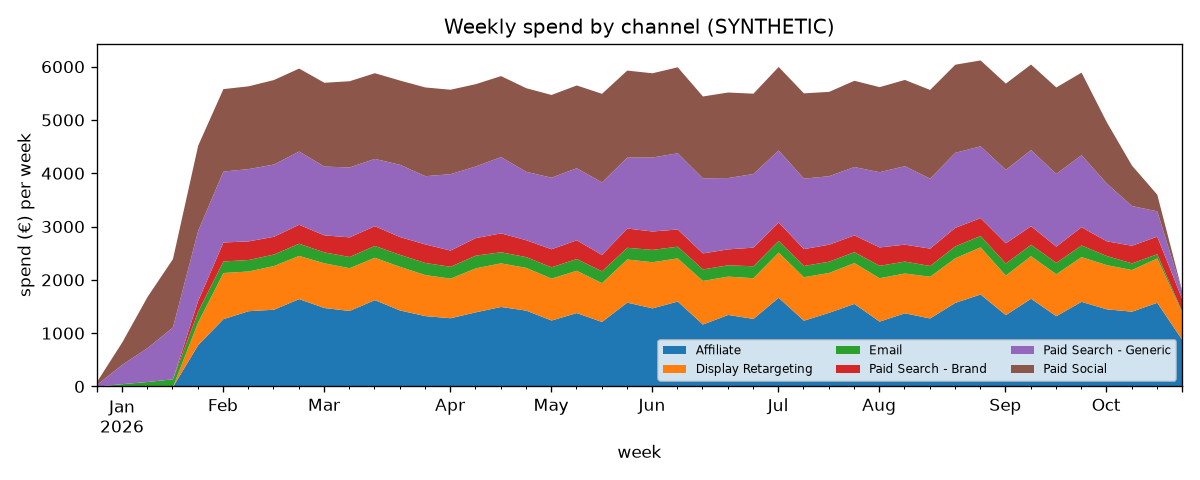 Weekly spend by channel (SYNTHETIC)
spend (€) per week
6000
5000
4000
3000
2000
1000
0
Jan
2026
Feb
Mar
Apr
May
Jun
Jul
Aug
Sep
Oct
week
Affiliate
Display Retargeting
Email
Paid Search - Brand
Paid Search - Generic
Paid Social